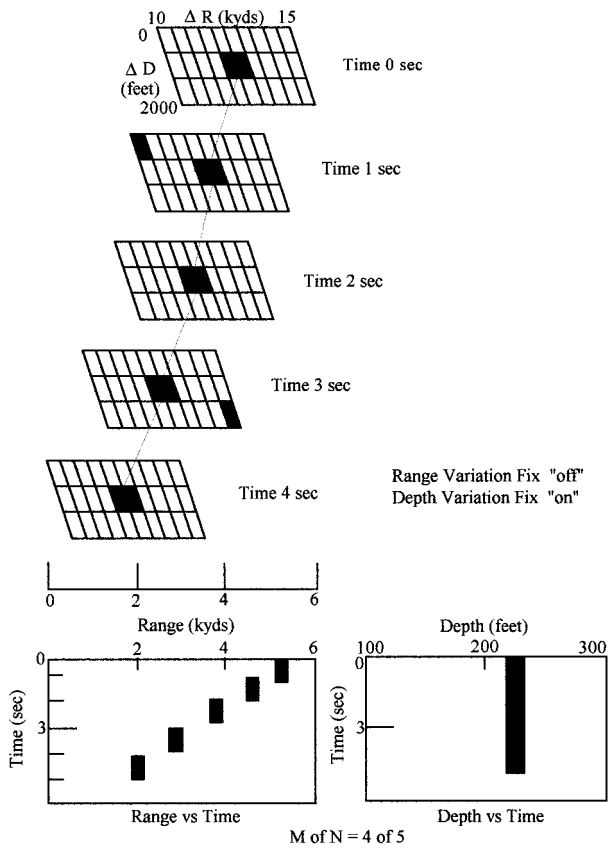 10 Δ R (kyds) 15
0
Δ D
(feet)
2000
Time 0 sec
Time 1 sec
Time 2 sec
Time 3 sec
Time 4 sec
Range Variation Fix "off"
Depth Variation Fix "on"
0 2 4 6
Range (kyds)
0 2 4 6
Time (sec)
3
Range vs Time
Depth (feet)
100 200 300
0
Time (sec)
3
Depth vs Time
M of N = 4 of 5